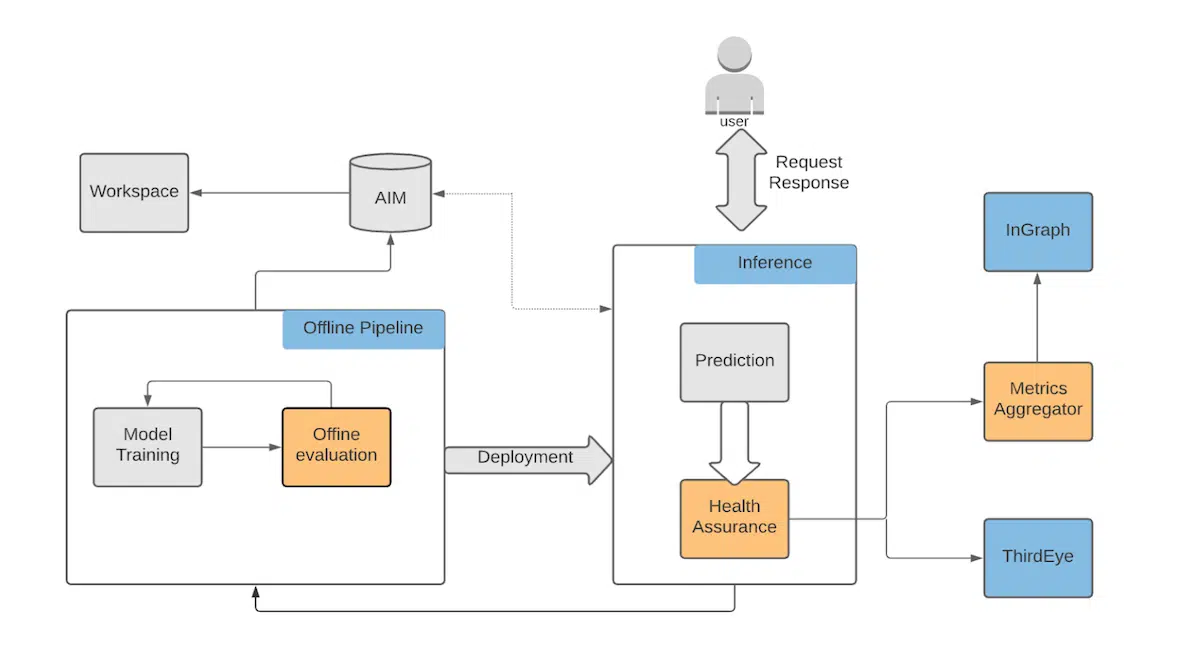 user
Request
Response
Workspace
AIM
InGraph
Inference
Offline Pipeline
Prediction
Metrics
Aggregator
Model
Training
Offine
evaluation
Deployment
Health
Assurance
ThirdEye